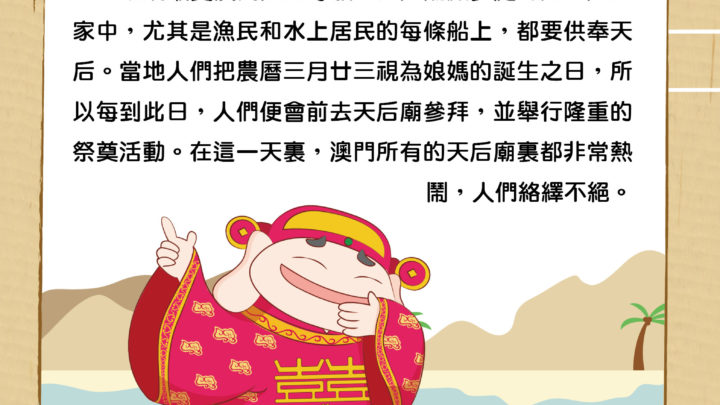 家中，尤其是漁民和水上居民的每條船上，都要供奉天
后。當地人們把農曆三月廿三視為娘媽的誕生之日，所
以每到此日，人們便會前去天后廟參拜，並舉行隆重的
祭奠活動。在這一天裏，澳門所有的天后廟裏都非常熱
鬧，人們絡繹不絕。
囍